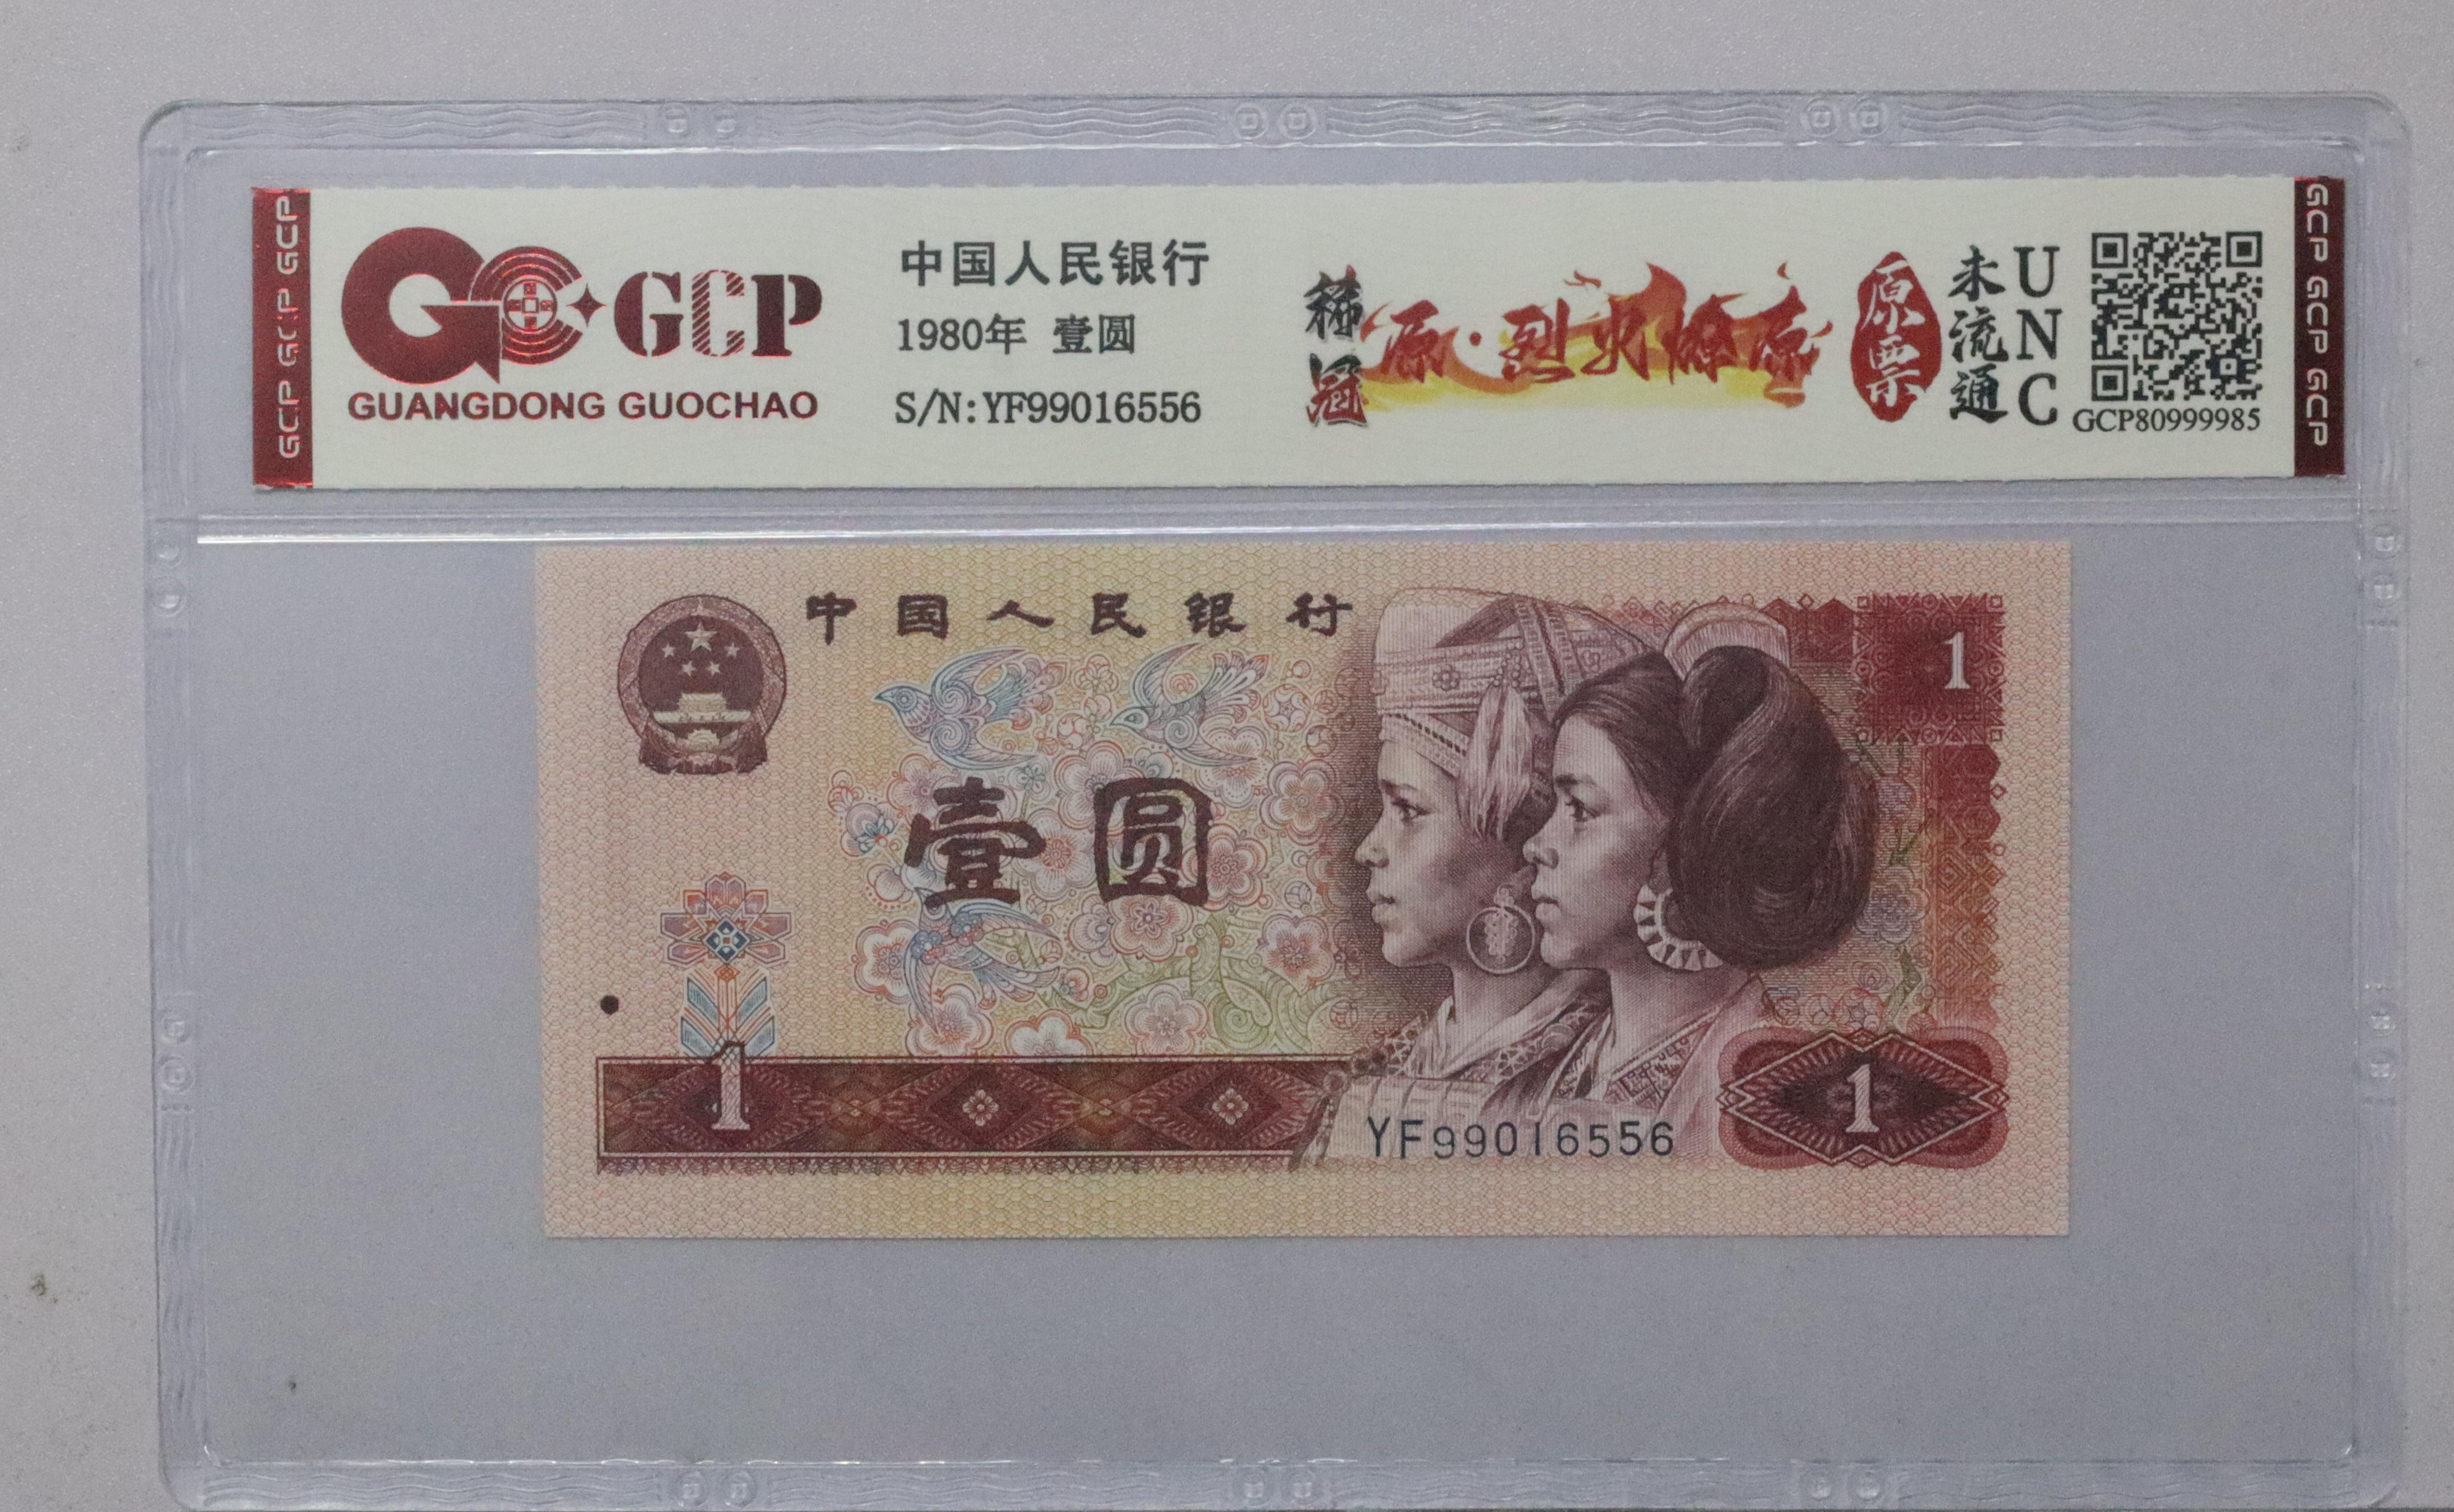 GCP GCP GCP
GCP
GUANGDONG GUOCHAO
中国人民银行
1980年 壹圆
S/N:YF99016556
稀冠
原·烈火燎原
原票
未流通
UNC
GCP80999985
GCP GCP GCP
中国人民银行
1
壹圆
1
1
YF99016556